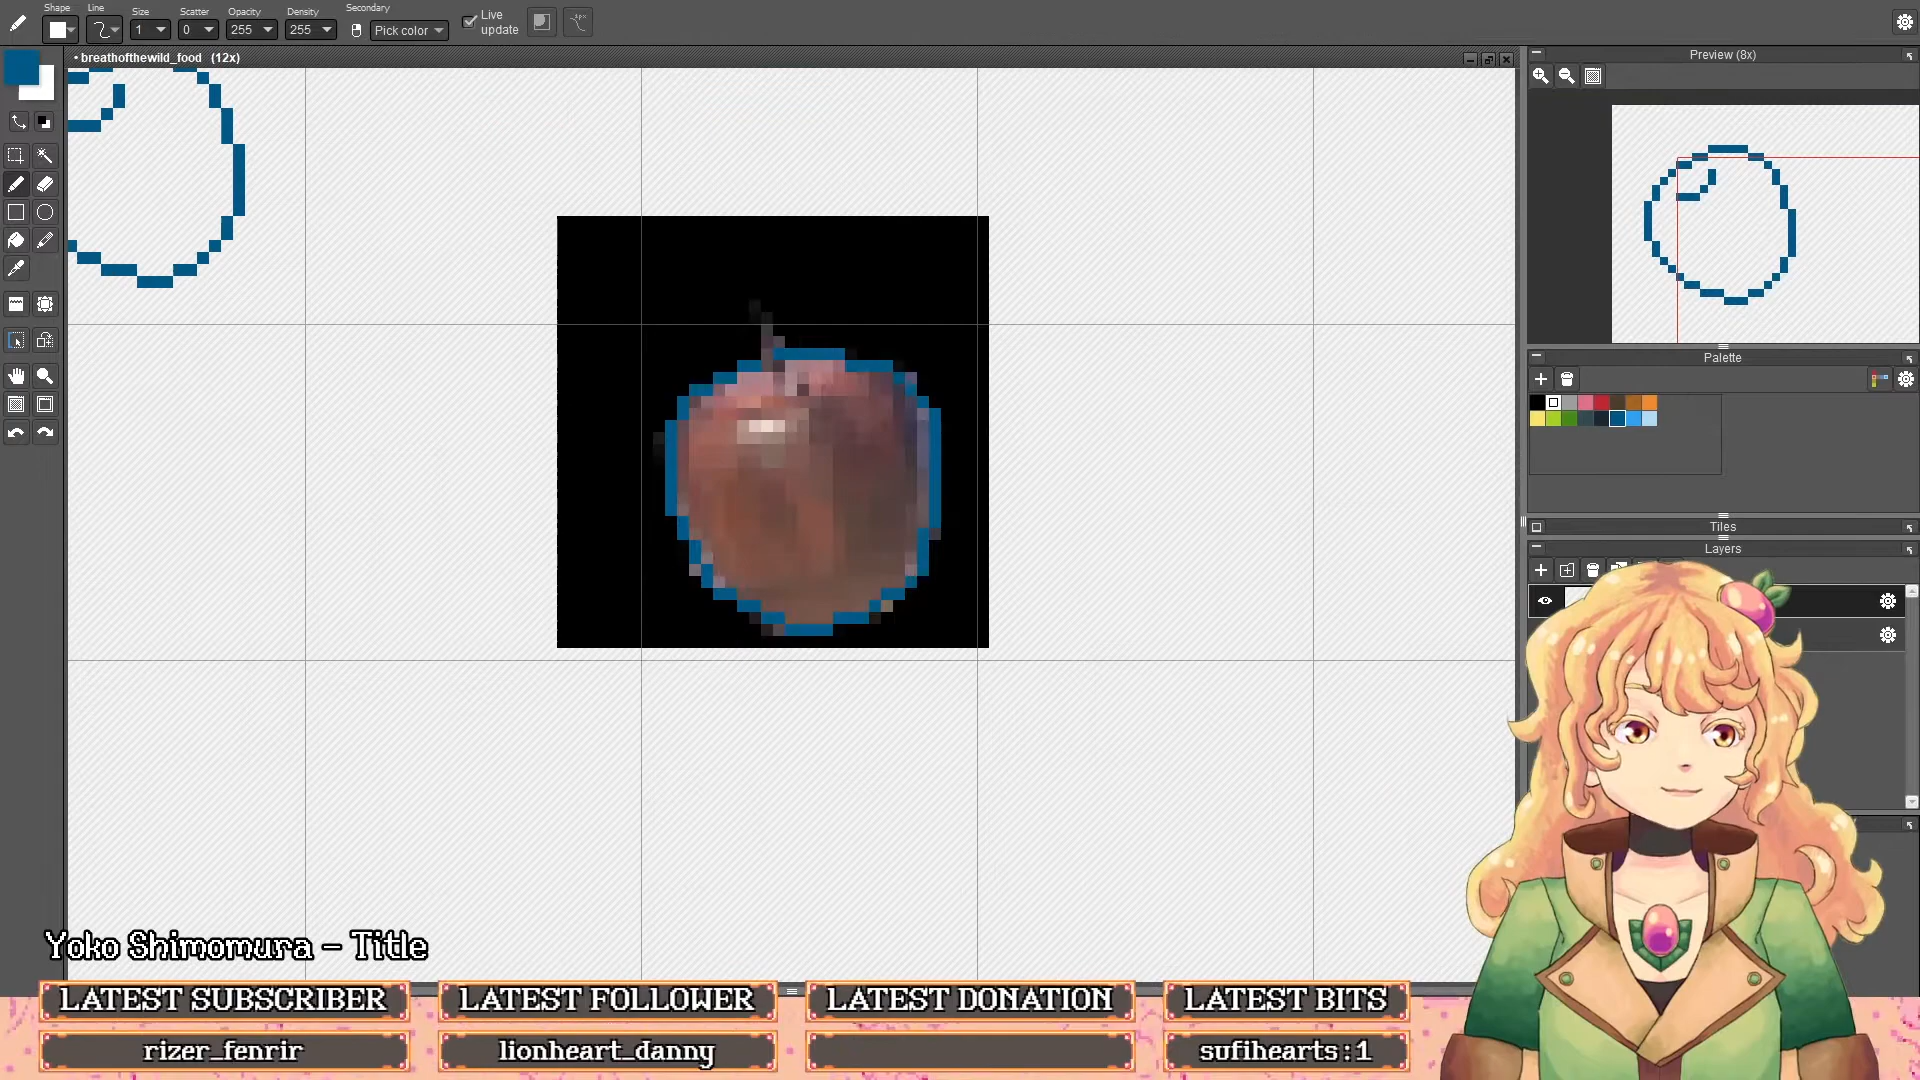 Shape
Line
Size
Scatter
Opacity
Density
Secondary
1
0
255
255
Pick color
Live update
• breathofthewild_food (12x)
Preview (8x)
Palette
Tiles
Layers
Yoko Shimomura - Title
LATEST SUBSCRIBER
rizer_fenrir
LATEST FOLLOWER
lionheart_danny
LATEST DONATION
LATEST BITS
sufihearts:1